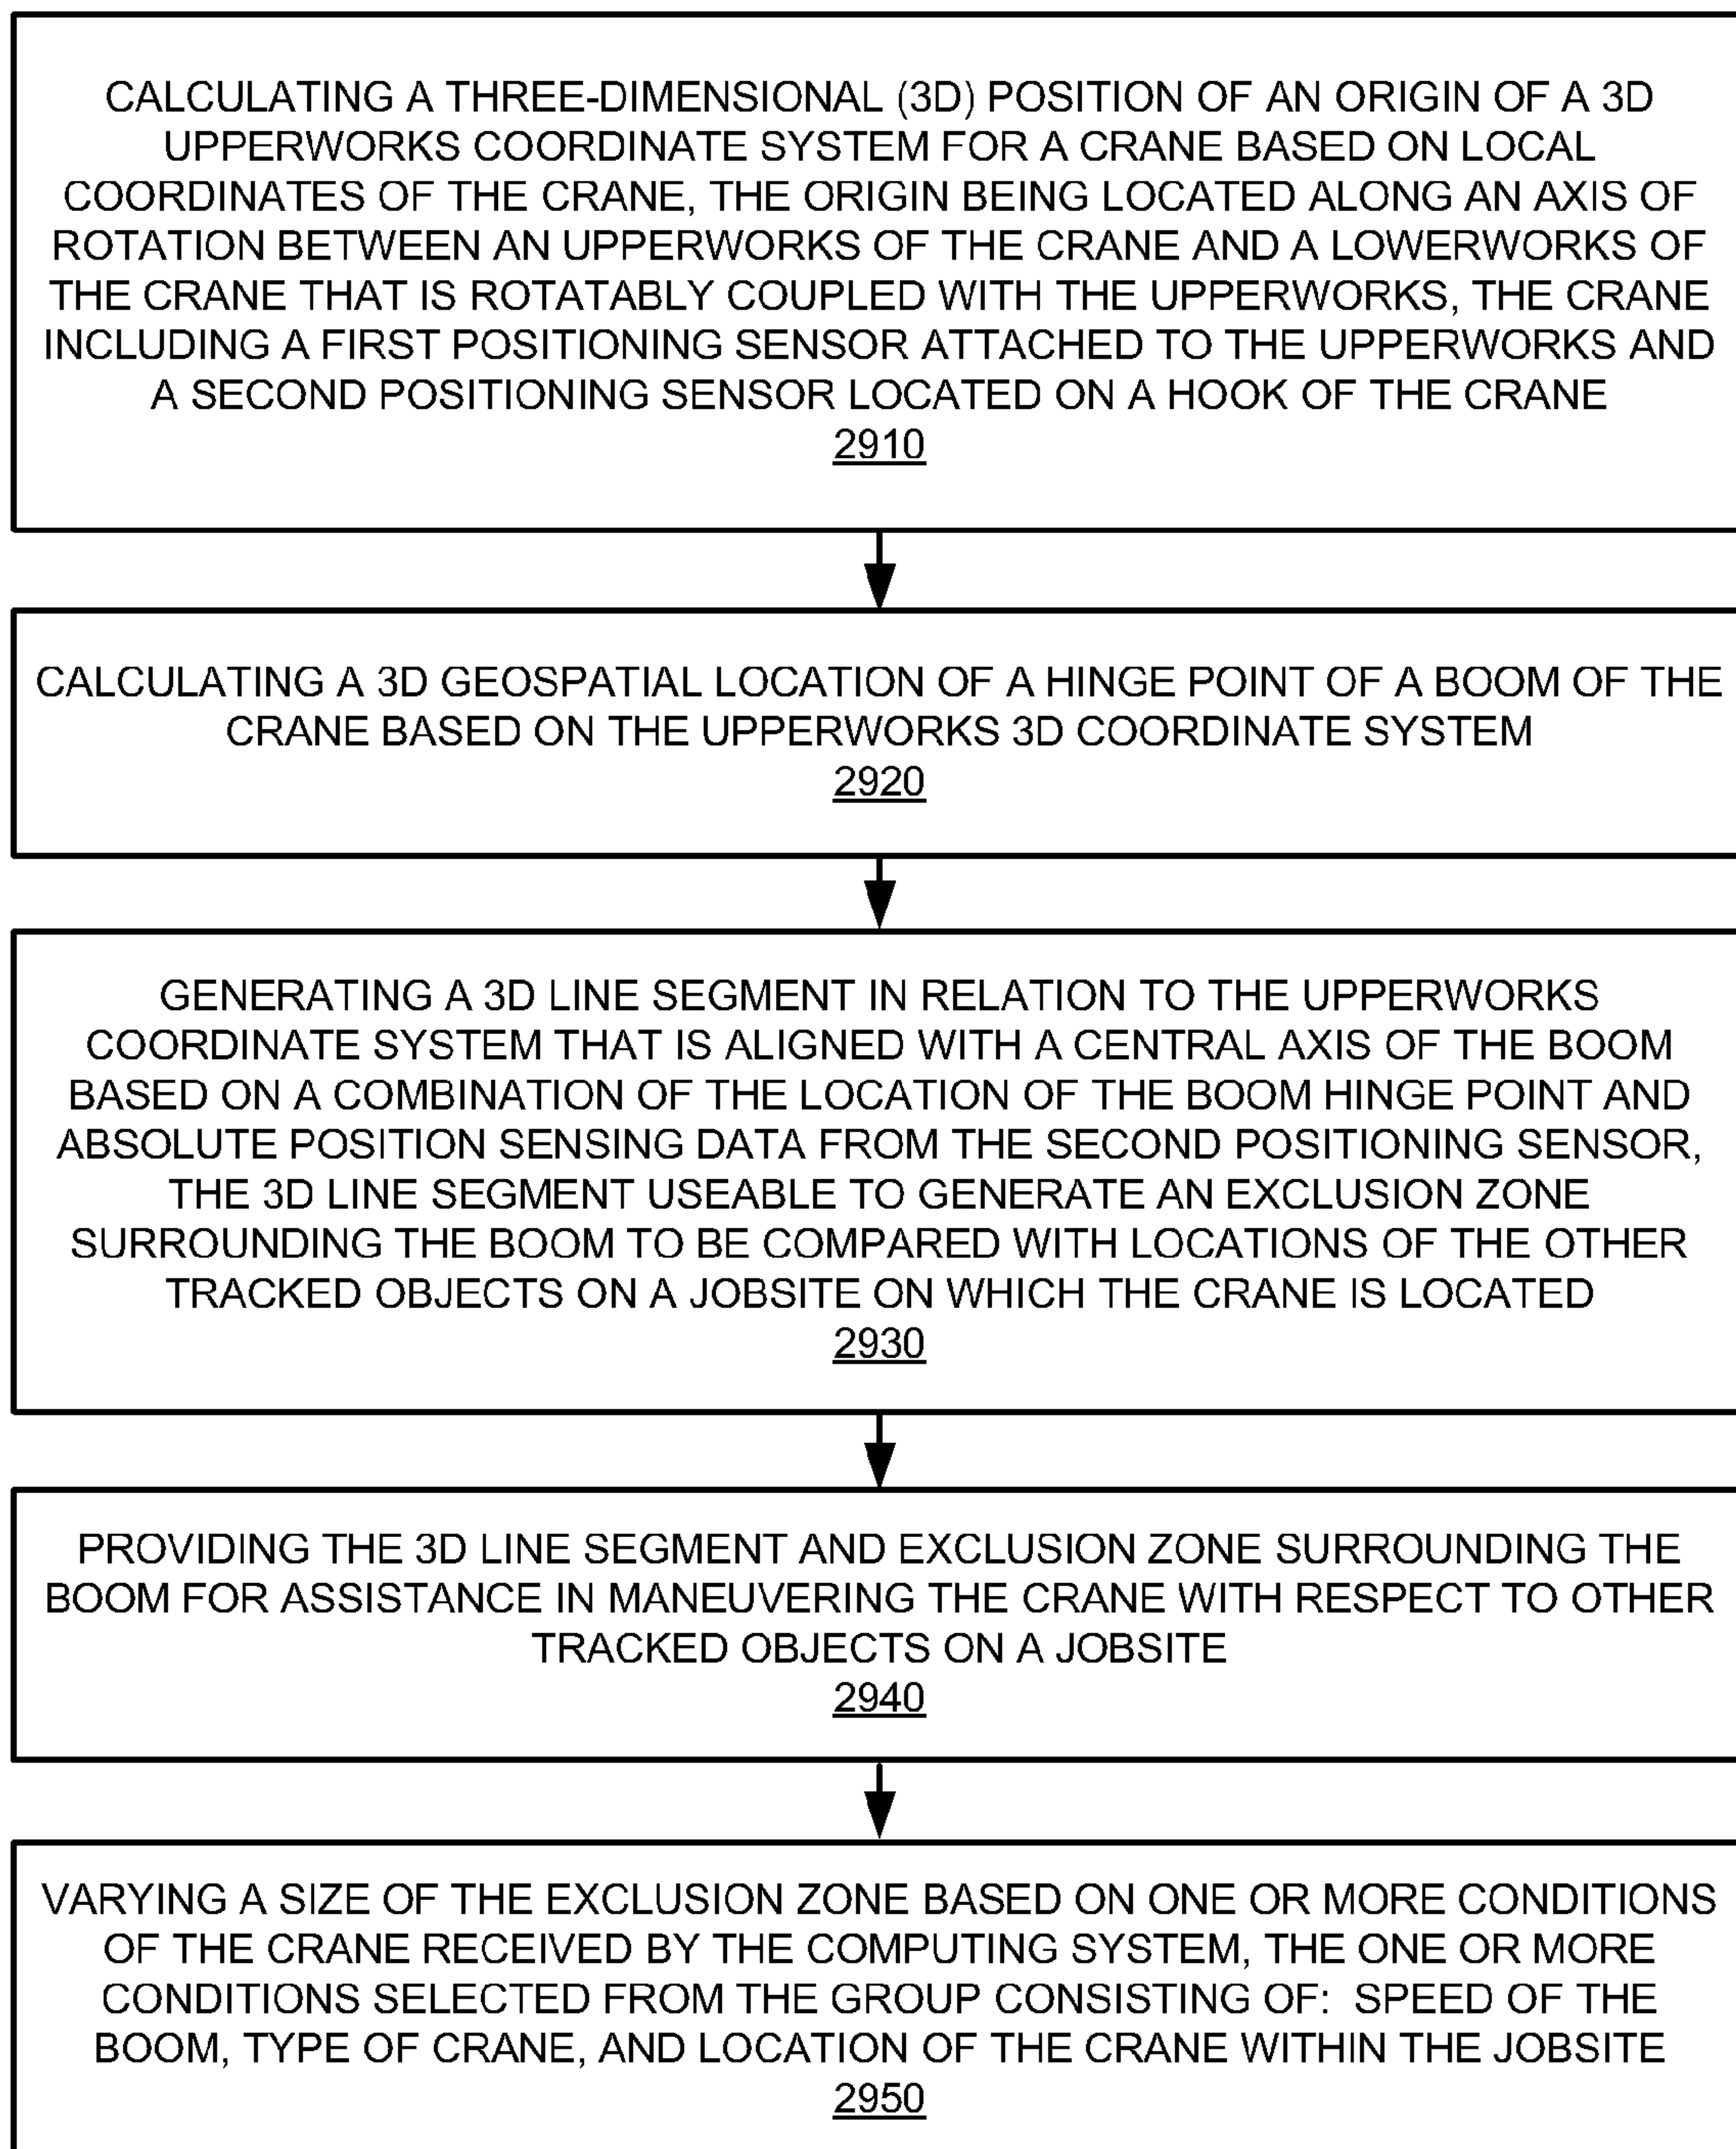 CALCULATING A THREE-DIMENSIONAL (3D) POSITION OF AN ORIGIN OF A 3D
UPPERWORKS COORDINATE SYSTEM FOR A CRANE BASED ON LOCAL
COORDINATES OF THE CRANE, THE ORIGIN BEING LOCATED ALONG AN AXIS OF
ROTATION BETWEEN AN UPPERWORKS OF THE CRANE AND A LOWERWORKS OF
THE CRANE THAT IS ROTATABLY COUPLED WITH THE UPPERWORKS, THE CRANE
INCLUDING A FIRST POSITIONING SENSOR ATTACHED TO THE UPPERWORKS AND
A SECOND POSITIONING SENSOR LOCATED ON A HOOK OF THE CRANE
2910
CALCULATING A 3D GEOSPATIAL LOCATION OF A HINGE POINT OF A BOOM OF THE
CRANE BASED ON THE UPPERWORKS 3D COORDINATE SYSTEM
2920
GENERATING A 3D LINE SEGMENT IN RELATION TO THE UPPERWORKS
COORDINATE SYSTEM THAT IS ALIGNED WITH A CENTRAL AXIS OF THE BOOM
BASED ON A COMBINATION OF THE LOCATION OF THE BOOM HINGE POINT AND
ABSOLUTE POSITION SENSING DATA FROM THE SECOND POSITIONING SENSOR,
THE 3D LINE SEGMENT USEABLE TO GENERATE AN EXCLUSION ZONE
SURROUNDING THE BOOM TO BE COMPARED WITH LOCATIONS OF THE OTHER
TRACKED OBJECTS ON A JOBSITE ON WHICH THE CRANE IS LOCATED
2930
PROVIDING THE 3D LINE SEGMENT AND EXCLUSION ZONE SURROUNDING THE
BOOM FOR ASSISTANCE IN MANEUVERING THE CRANE WITH RESPECT TO OTHER
TRACKED OBJECTS ON A JOBSITE
2940
VARYING A SIZE OF THE EXCLUSION ZONE BASED ON ONE OR MORE CONDITIONS
OF THE CRANE RECEIVED BY THE COMPUTING SYSTEM, THE ONE OR MORE
CONDITIONS SELECTED FROM THE GROUP CONSISTING OF:  SPEED OF THE
BOOM, TYPE OF CRANE, AND LOCATION OF THE CRANE WITHIN THE JOBSITE
2950